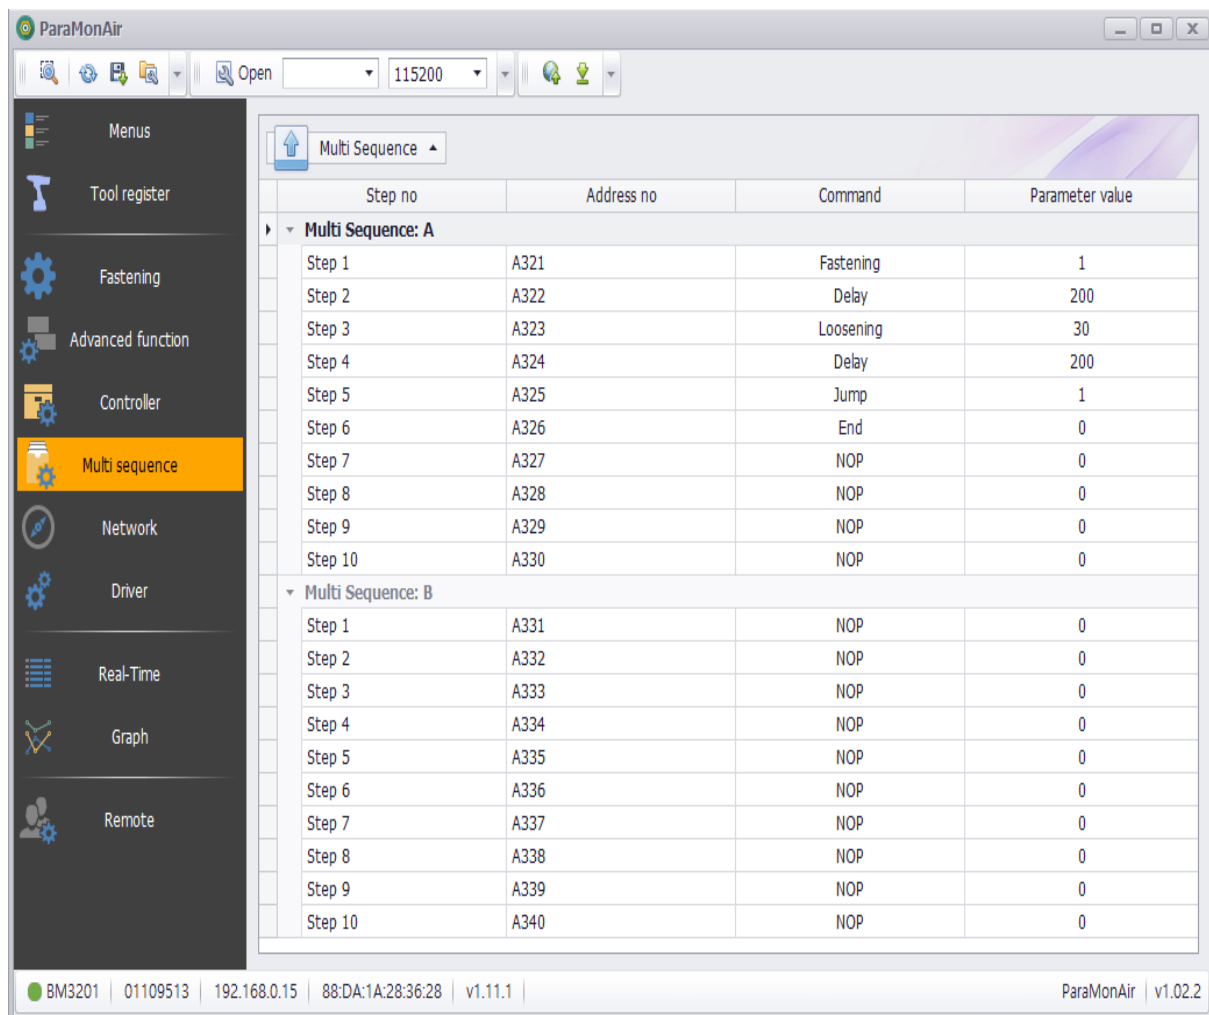 ParaMonAir
Open 115200
Menus
Tool register
Fastening
Advanced function
Controller
Multi sequence
Network
Driver
Real-Time
Graph
Remote
Multi Sequence
Step no Address no Command Parameter value
Multi Sequence: A
Step 1 A321 Fastening 1
Step 2 A322 Delay 200
Step 3 A323 Loosening 30
Step 4 A324 Delay 200
Step 5 A325 Jump 1
Step 6 A326 End 0
Step 7 A327 NOP 0
Step 8 A328 NOP 0
Step 9 A329 NOP 0
Step 10 A330 NOP 0
Multi Sequence: B
Step 1 A331 NOP 0
Step 2 A332 NOP 0
Step 3 A333 NOP 0
Step 4 A334 NOP 0
Step 5 A335 NOP 0
Step 6 A336 NOP 0
Step 7 A337 NOP 0
Step 8 A338 NOP 0
Step 9 A339 NOP 0
Step 10 A340 NOP 0
BM3201 01109513 192.168.0.15 88:DA:1A:28:36:28 v1.11.1 ParaMonAir v1.02.2